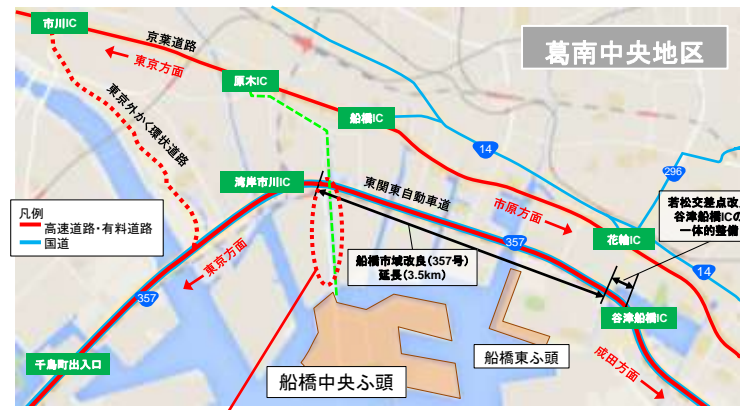 市川IC
京葉道路
東京方面
葛南中央地区
原木IC
船橋IC
東京外かく環状道路
14
296
湾岸市川IC
東関東自動車道
凡例
高速道路・有料道路
国道
市原方面
若松交差点改
谷津船橋ICの
一体的整備
花輪IC
東京方面
357
船橋市域改良(357号)
延長(3.5km)
14
357
谷津船橋IC
千鳥町出入口
船橋中央ふ頭
船橋東ふ頭
成田方面